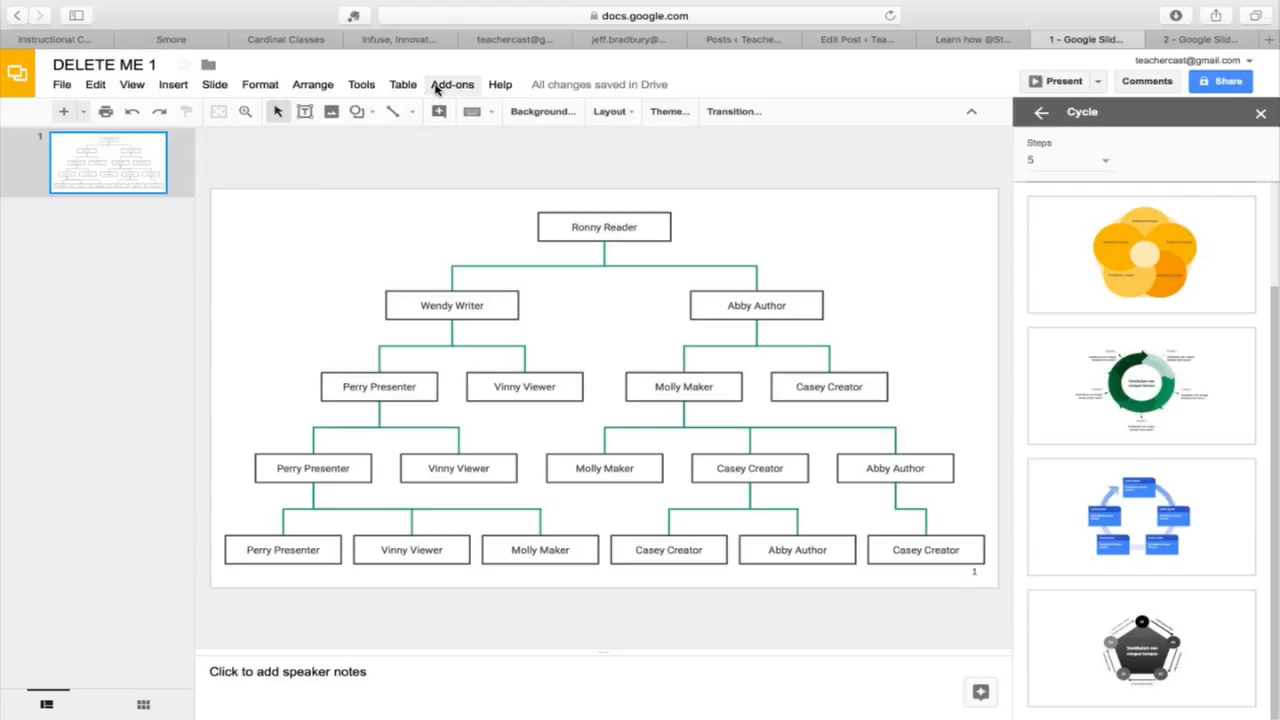 docs.google.com
Instructional C... Smore Cardinal Classes Infuse, Innovat... teachercast@g... jeff.bradbury@... Posts ‹ Teache... Edit Post ‹ Tea... Learn how @St... 1 - Google Slid... 2 - Google Slid...
DELETE ME 1
teachercast@gmail.com
File Edit View Insert Slide Format Arrange Tools Table Add-ons Help All changes saved in Drive
Present Comments Share
Background... Layout Theme... Transition...
Cycle
Steps
5
1
Ronny Reader
Wendy Writer Abby Author
Perry Presenter Vinny Viewer Molly Maker Casey Creator
Perry Presenter Vinny Viewer Molly Maker Casey Creator Abby Author
Perry Presenter Vinny Viewer Molly Maker Casey Creator Abby Author Casey Creator
1
Click to add speaker notes